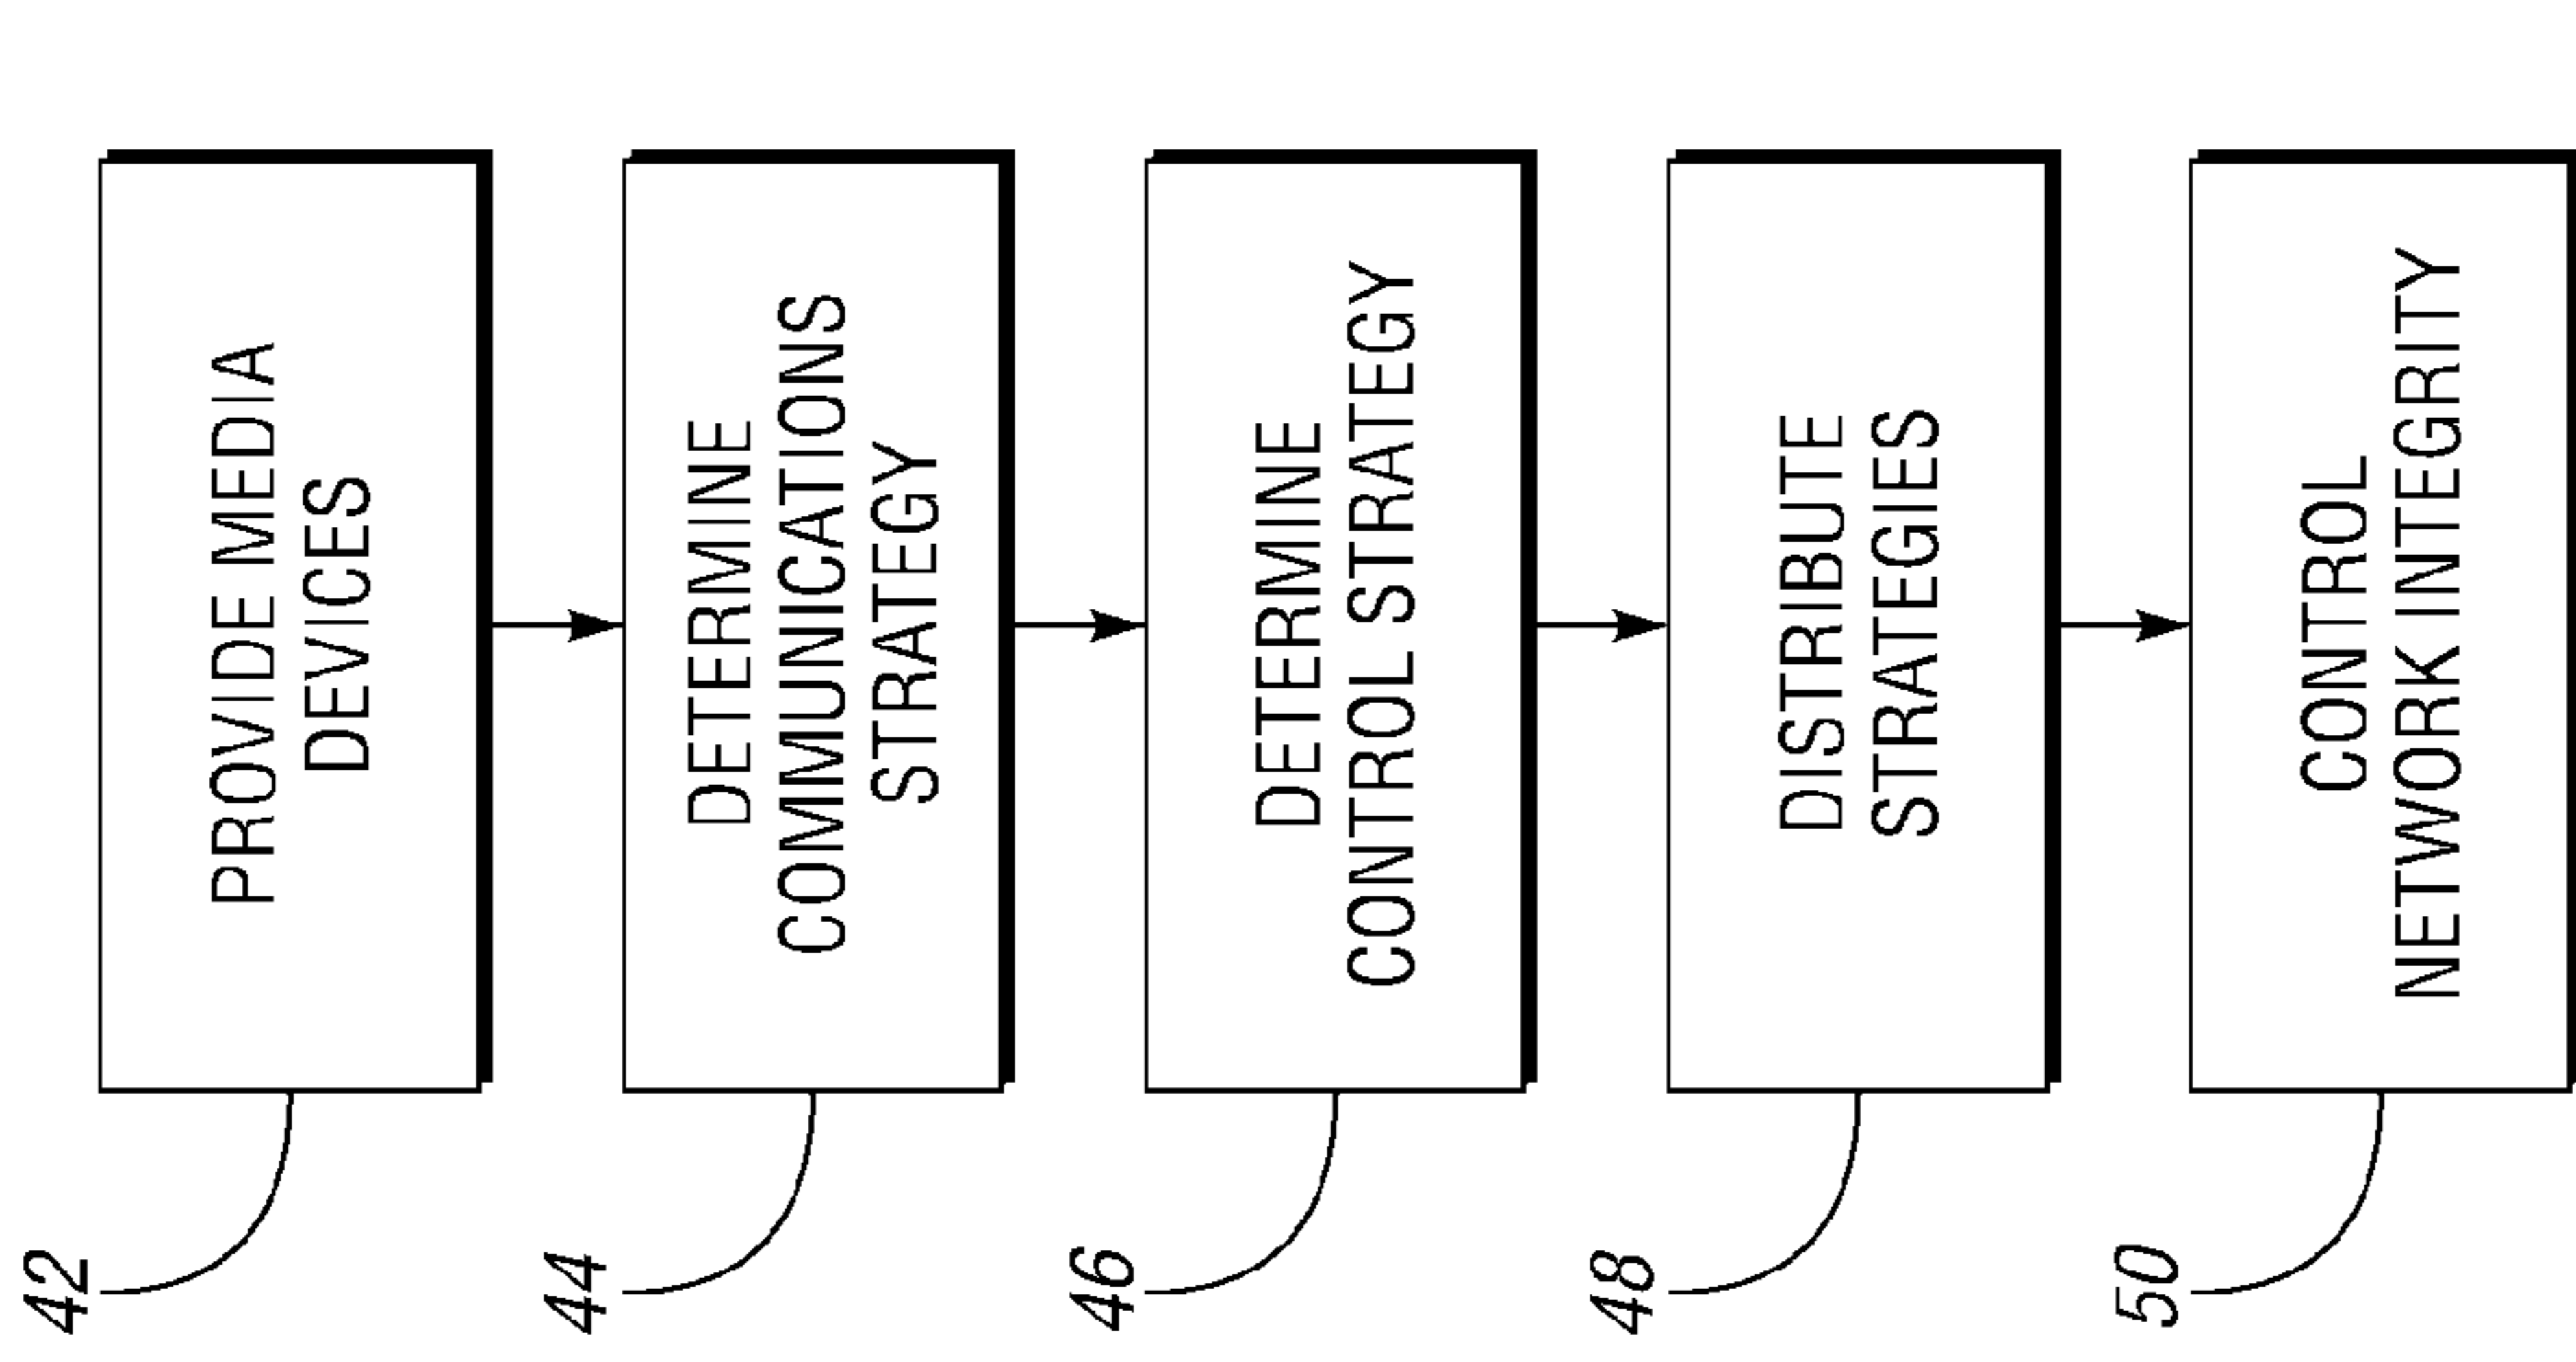 42
PROVIDE MEDIA
DEVICES
44
DETERMINE
COMMUNICATIONS
STRATEGY
46
DETERMINE
CONTROL STRATEGY
48
DISTRIBUTE
STRATEGIES
50
CONTROL
NETWORK INTEGRITY